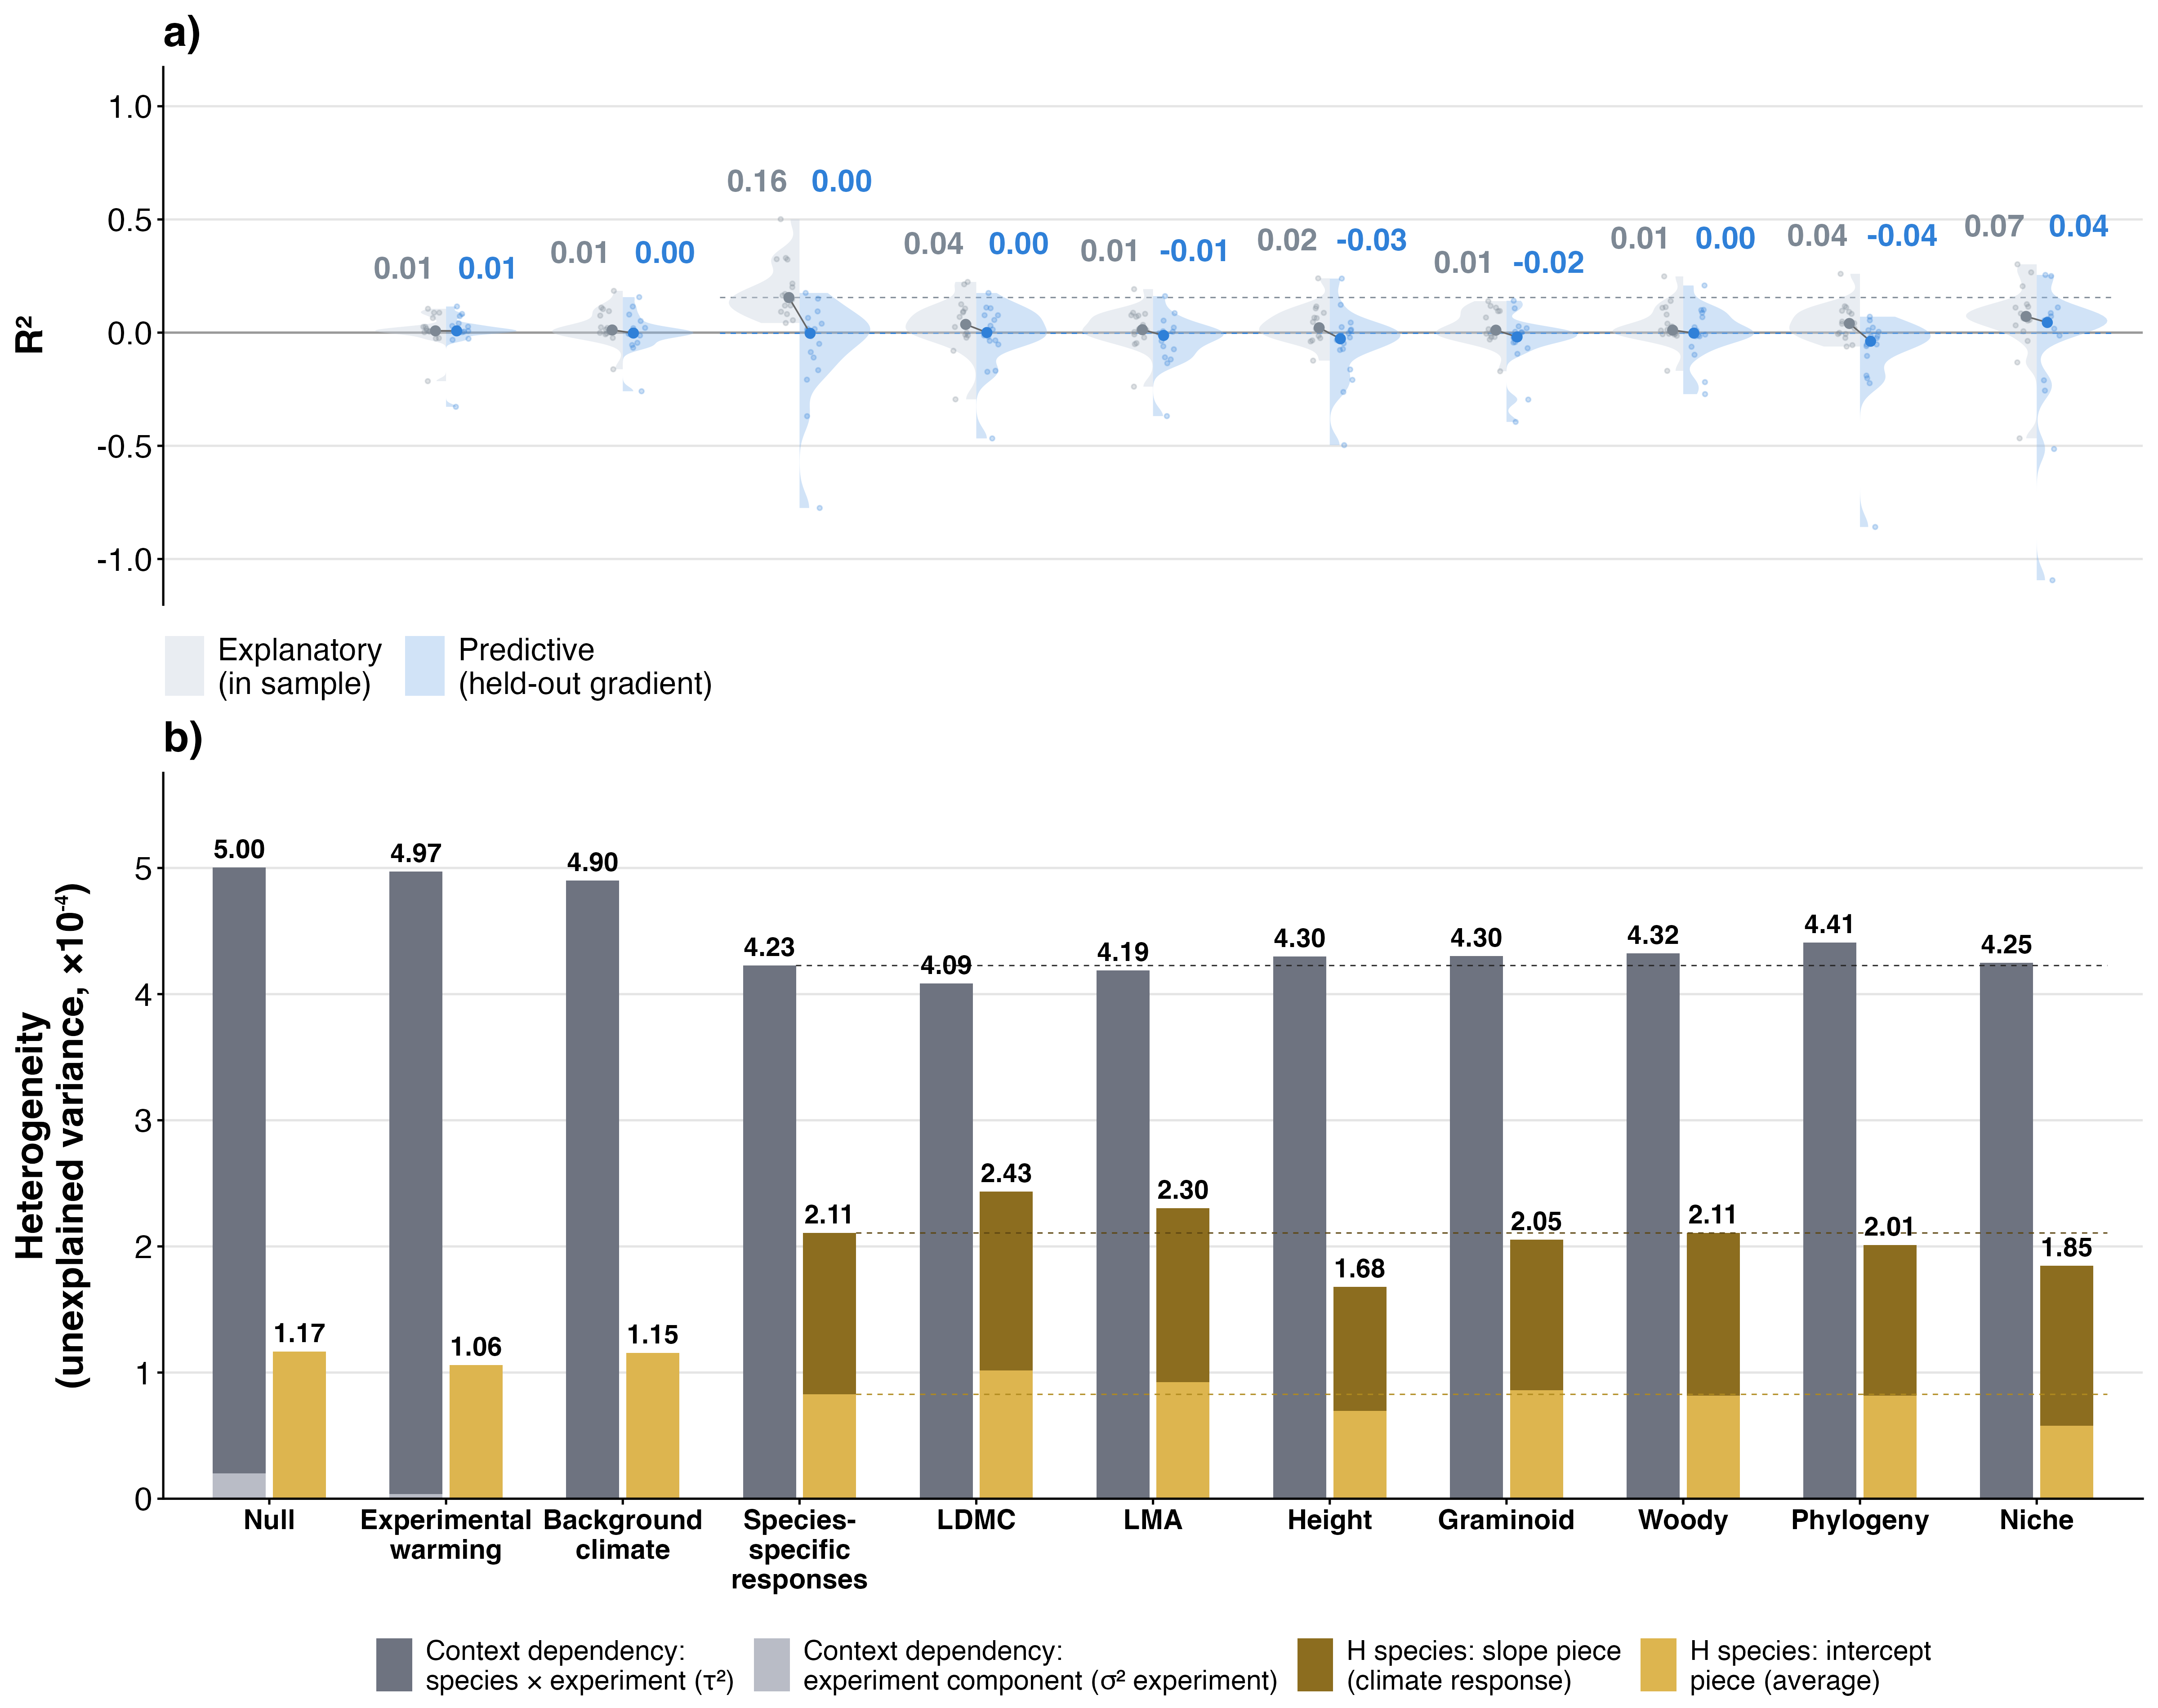 a)
1.0
0.5
0.0
-0.5
-1.0
R²
0.01 0.01
0.01 0.00
0.16 0.00
0.04 0.00
0.01 -0.01
0.02 -0.03
0.01 -0.02
0.01 0.00
0.04 -0.04
0.07 0.04
Explanatory
(in sample)
Predictive
(held-out gradient)
b)
Heterogeneity
(unexplained variance, ×10⁻⁴)
5
4
3
2
1
0
5.00
1.17
4.97
1.06
4.90
1.15
4.23
2.11
4.09
2.43
4.19
2.30
4.30
1.68
4.30
2.05
4.32
2.11
4.41
2.01
4.25
1.85
Null
Experimental
warming
Background
climate
Species-
specific
responses
LDMC
LMA
Height
Graminoid
Woody
Phylogeny
Niche
Context dependency:
species × experiment (τ²)
Context dependency:
experiment component (σ² experiment)
H species: slope piece
(climate response)
H species: intercept
piece (average)